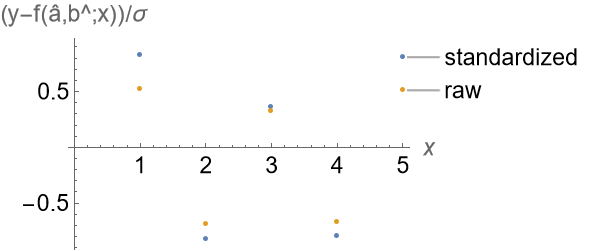 (y−f(â,b^;x))/σ
standardized
0.5
raw
x
1 2 3 4 5
−0.5